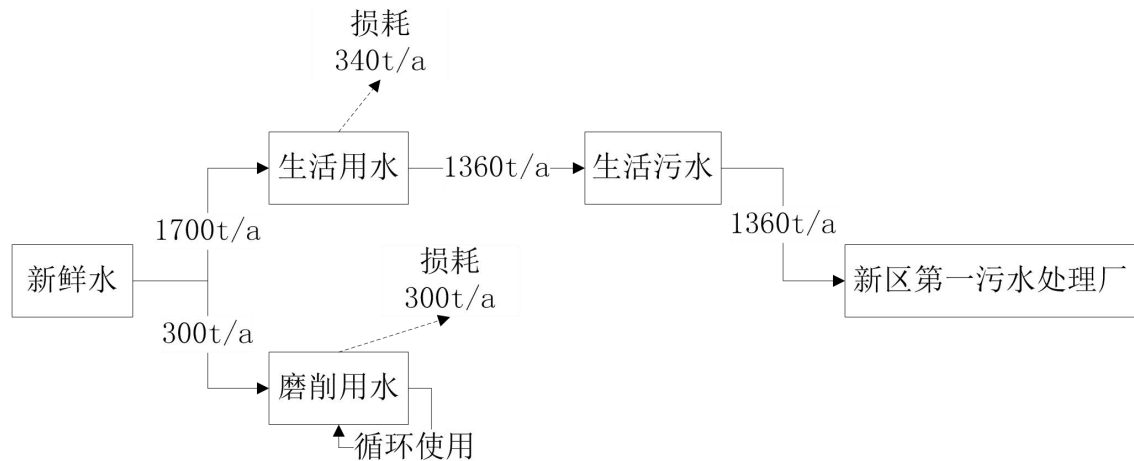 损耗
340t/a
生活用水
1360t/a
生活污水
1700t/a
1360t/a
新鲜水
损耗
300t/a
新区第一污水处理厂
300t/a
磨削用水
循环使用